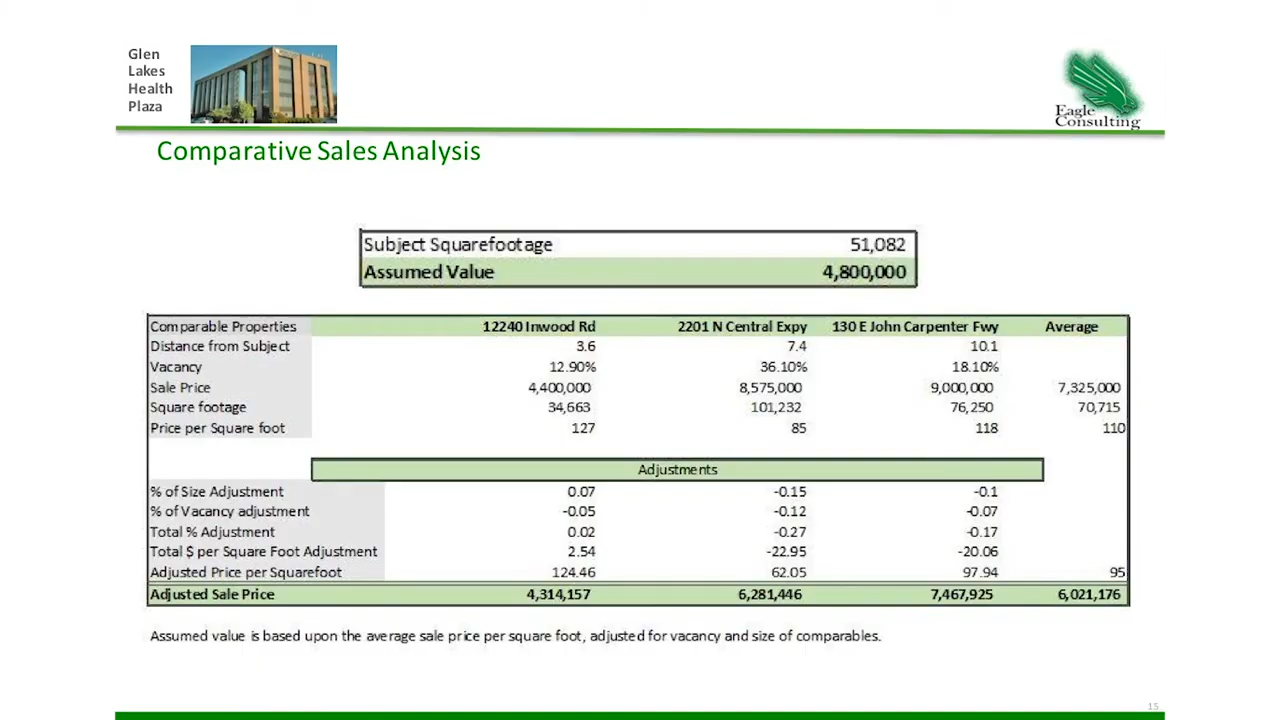 Glen
Lakes
Health
Plaza
Eagle
Consulting
Comparative Sales Analysis
Subject Squarefootage 51,082
Assumed Value 4,800,000
Comparable Properties 12240 Inwood Rd 2201 N Central Expy 130 E John Carpenter Fwy Average
Distance from Subject 3.6 7.4 10.1
Vacancy 12.90% 36.10% 18.10%
Sale Price 4,400,000 8,575,000 9,000,000 7,325,000
Square footage 34,663 101,232 76,250 70,715
Price per Square foot 127 85 118 110
Adjustments
% of Size Adjustment 0.07 -0.15 -0.1
% of Vacancy adjustment -0.05 -0.12 -0.07
Total % Adjustment 0.02 -0.27 -0.17
Total $ per Square Foot Adjustment 2.54 -22.95 -20.06
Adjusted Price per Squarefoot 124.46 62.05 97.94 95
Adjusted Sale Price 4,314,157 6,281,446 7,467,925 6,021,176
Assumed value is based upon the average sale price per square foot, adjusted for vacancy and size of comparables.
15